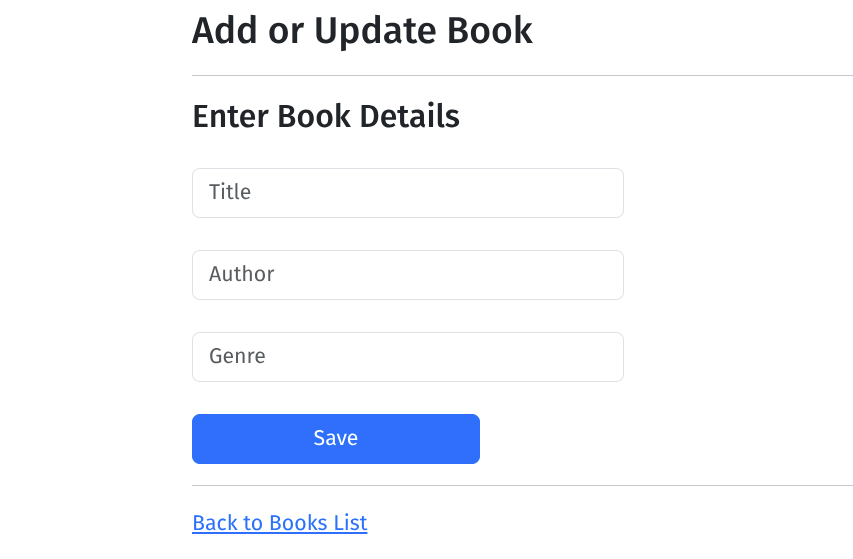 Add or Update Book
Enter Book Details
Title
Author
Genre
Save
Back to Books List